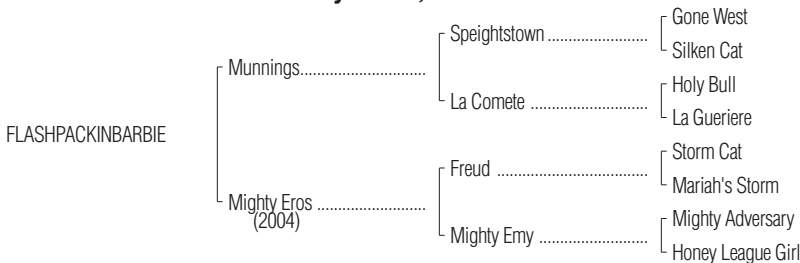 Gone West
Speightstown ..............................
Silken Cat
Munnings.....................................
Holy Bull
La Comete ...................................
La Gueriere
FLASHPACKINBARBIE
Storm Cat
Freud ............................................
Mariah's Storm
Mighty Eros ................................
(2004)
Mighty Adversary
Mighty Emy .................................
Honey League Girl